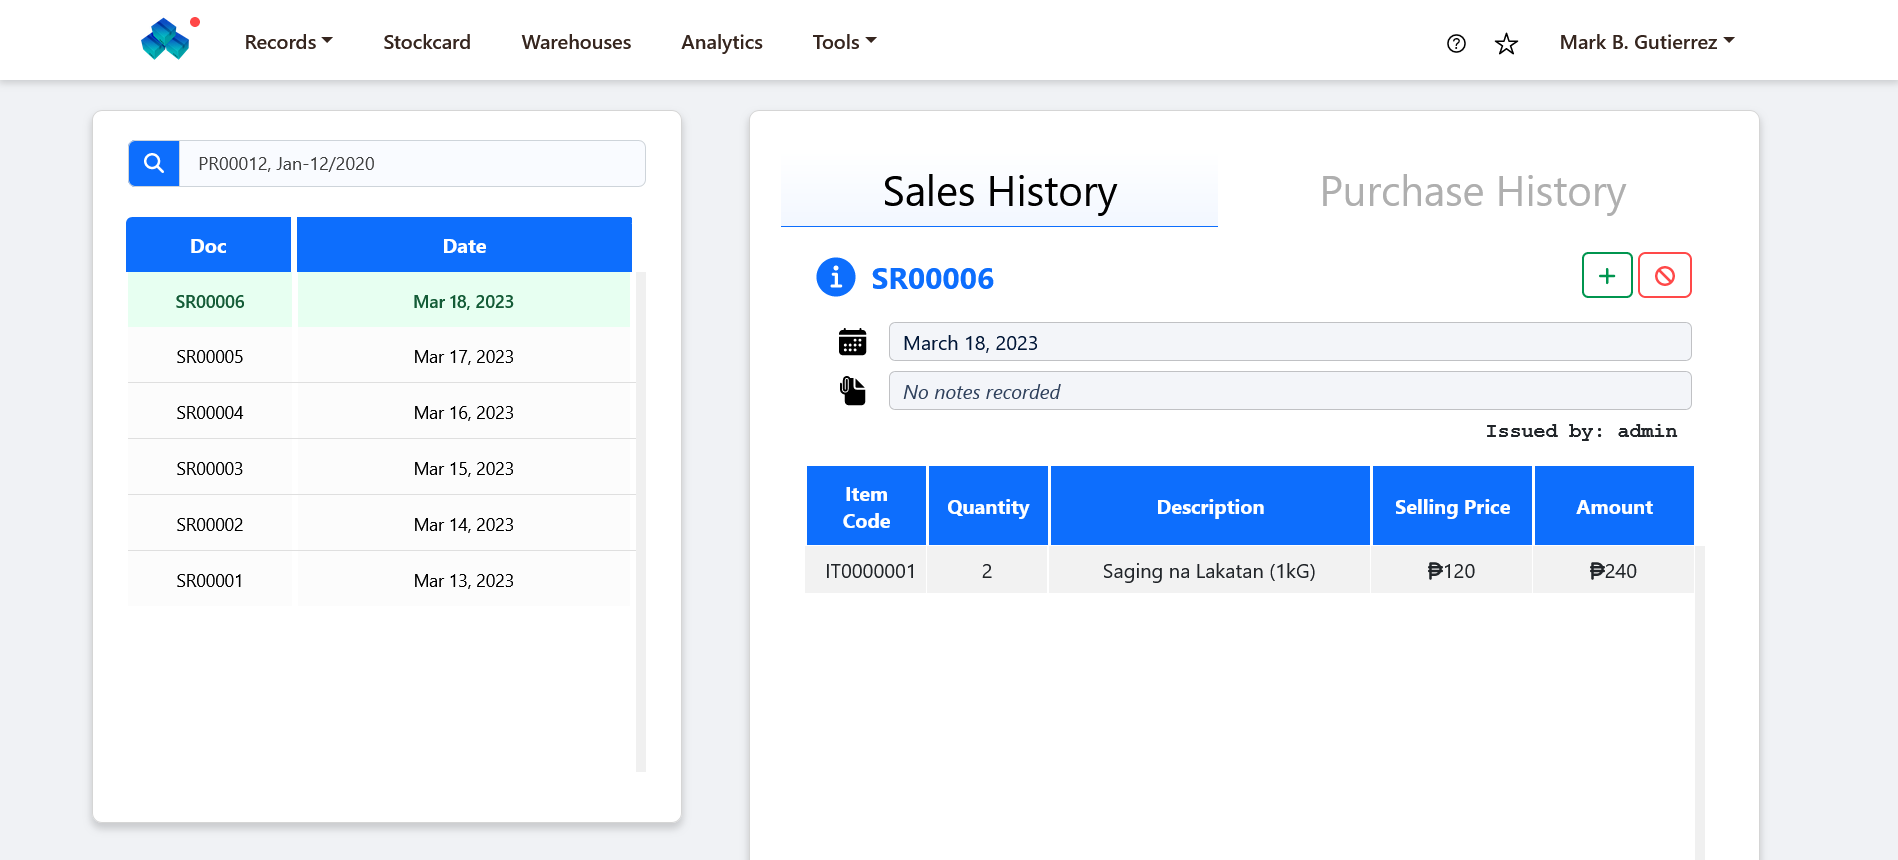 Records Stockcard Warehouses Analytics Tools Mark B. Gutierrez
PR00012, Jan-12/2020
Doc Date
SR00006 Mar 18, 2023
SR00005 Mar 17, 2023
SR00004 Mar 16, 2023
SR00003 Mar 15, 2023
SR00002 Mar 14, 2023
SR00001 Mar 13, 2023
Sales History Purchase History
SR00006
March 18, 2023
No notes recorded
Issued by: admin
Item Code Quantity Description Selling Price Amount
IT0000001 2 Saging na Lakatan (1kG) ₱120 ₱240